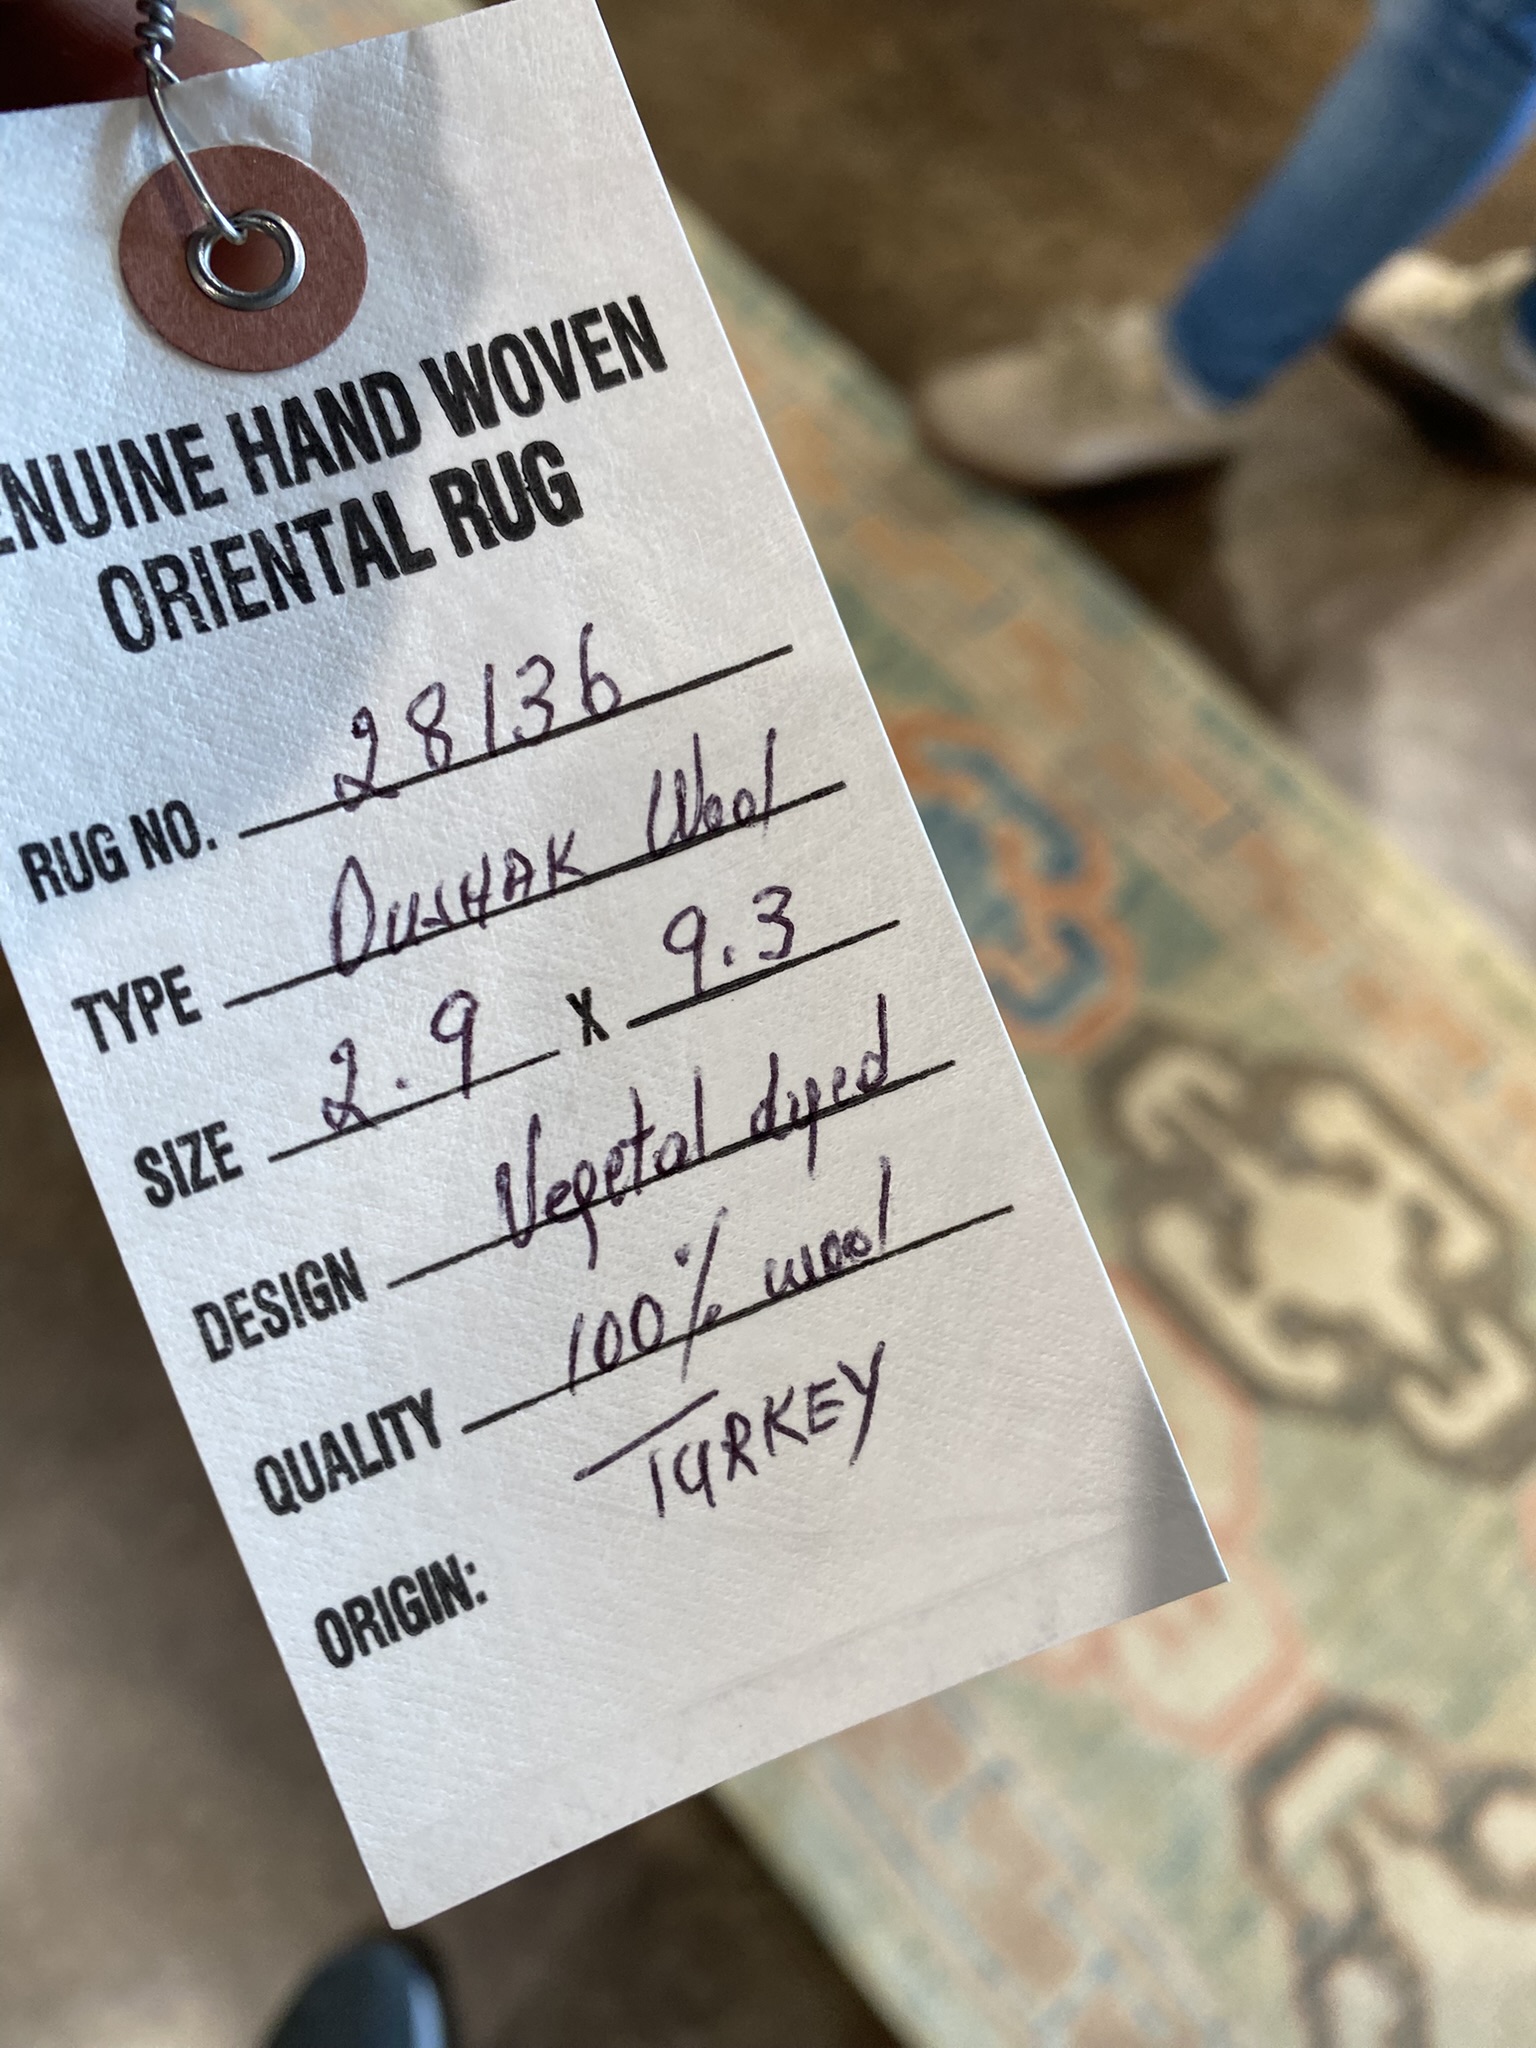 ENUINE HAND WOVEN
ORIENTAL RUG
RUG NO. 28136
TYPE OUSHAK Wool
SIZE 2.9 X 9.3
DESIGN Vegetal dyed
QUALITY 100% wool
ORIGIN: TURKEY